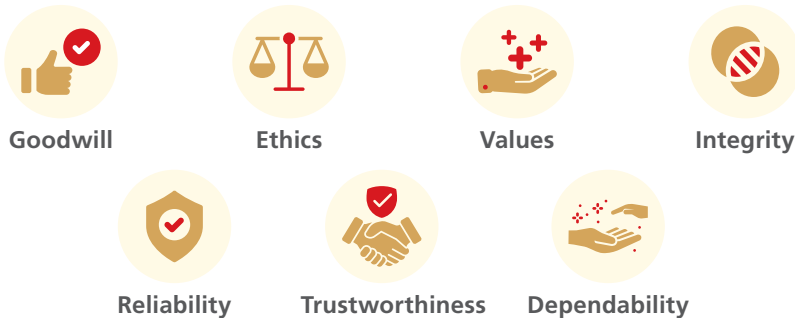 Goodwill
Ethics
Values
Integrity
Reliability
Trustworthiness
Dependability